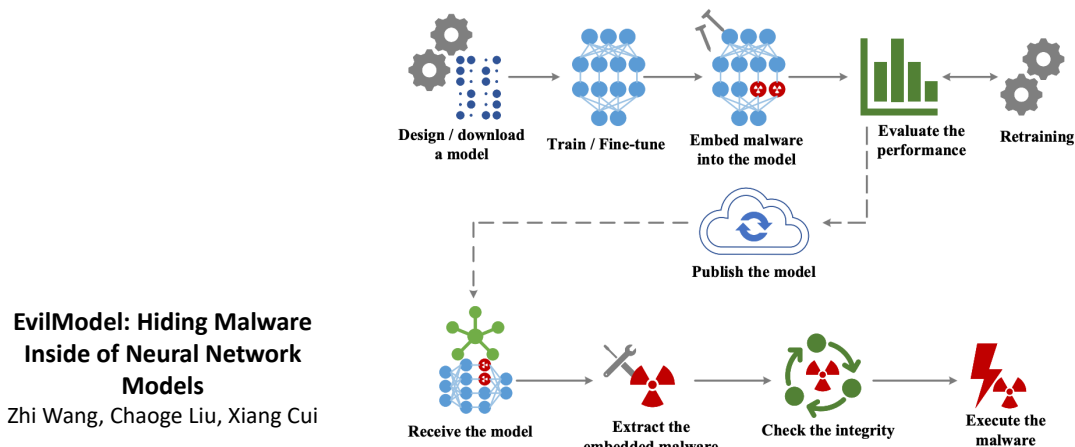 Design / download
a model
Train / Fine-tune
Embed malware
into the model
Evaluate the
performance
Retraining
Publish the model
EvilModel: Hiding Malware
Inside of Neural Network
Models
Zhi Wang, Chaoge Liu, Xiang Cui
Receive the model
Extract the
embedded malware
Check the integrity
Execute the
malware